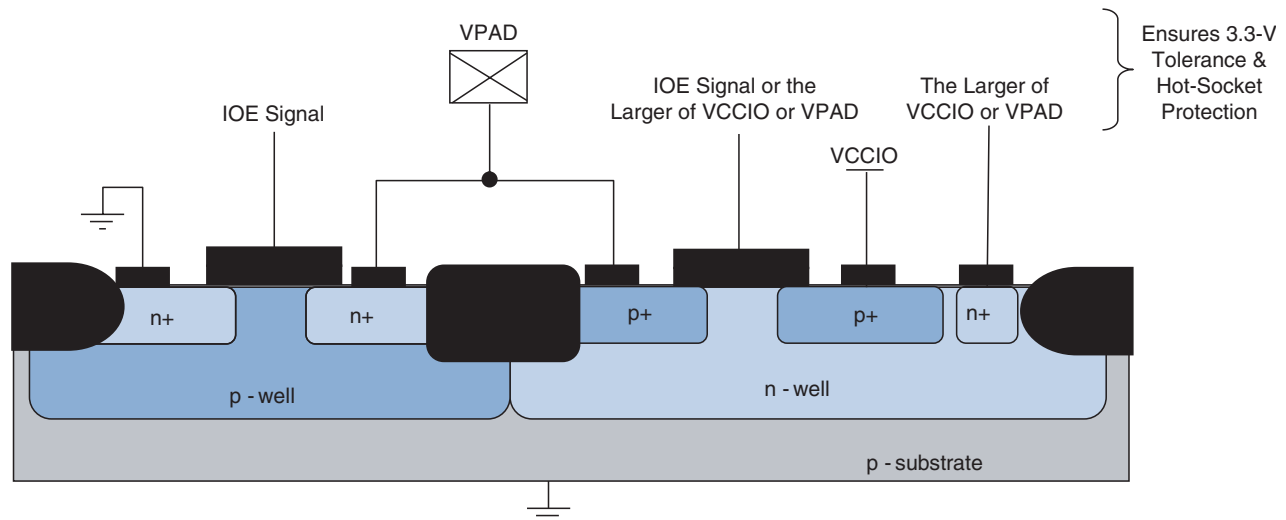 VPAD
Ensures 3.3-V
Tolerance &
Hot-Socket
Protection
IOE Signal
IOE Signal or the
Larger of VCCIO or VPAD
The Larger of
VCCIO or VPAD
VCCIO
n+
n+
p+
p+
n+
p - well
n - well
p - substrate